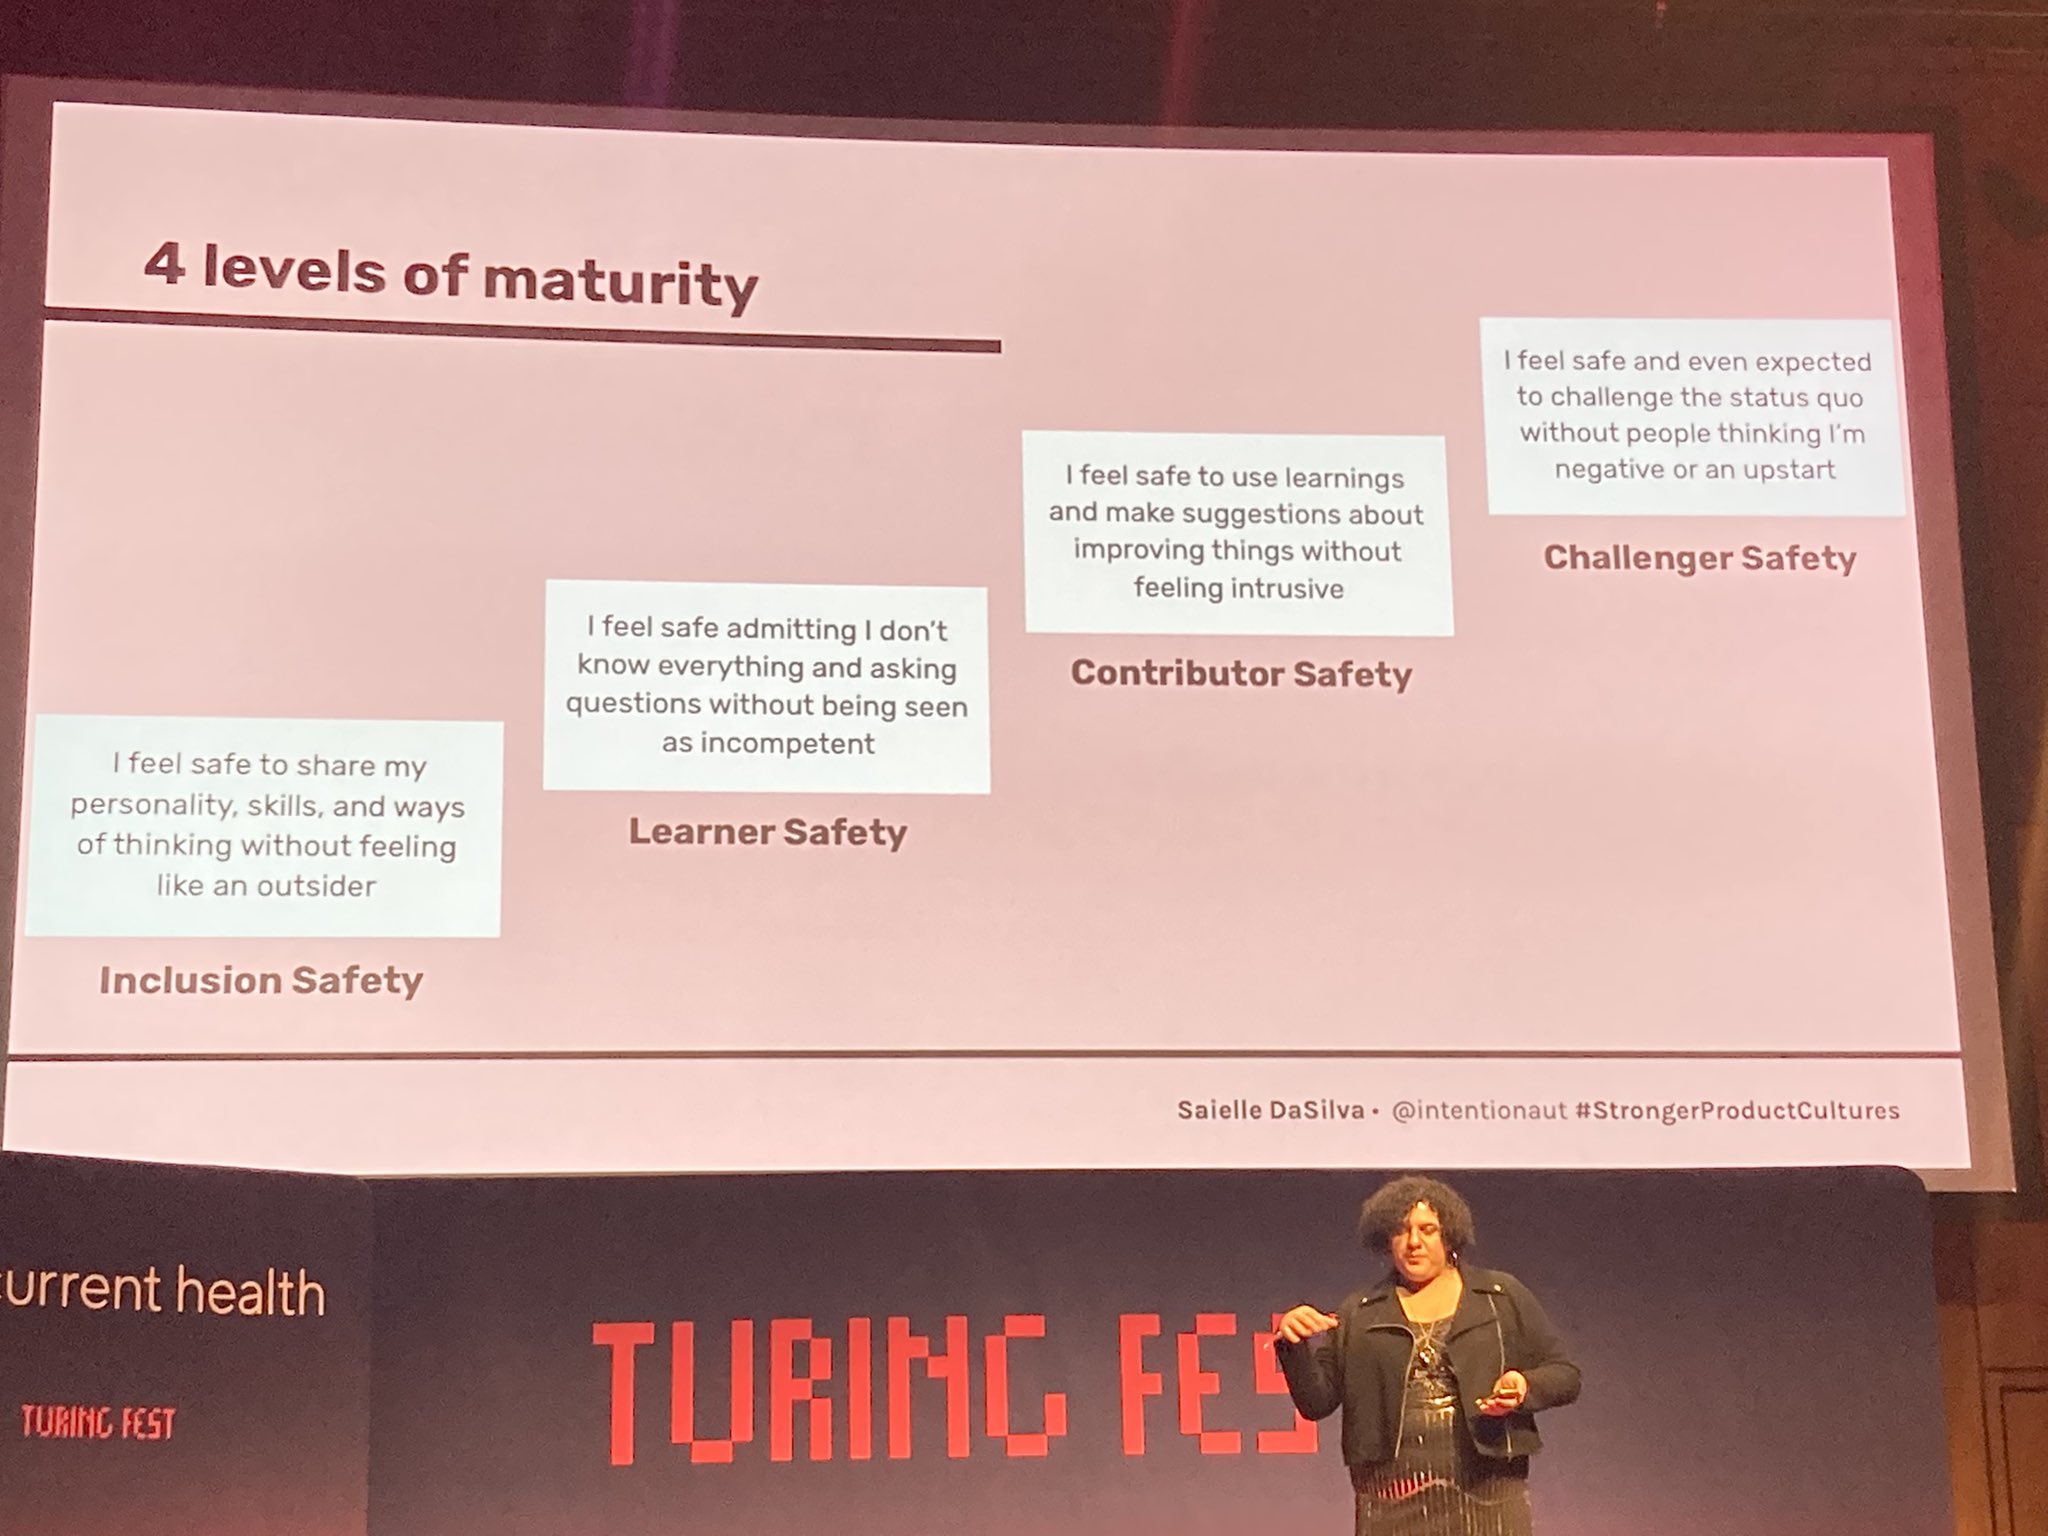 4 levels of maturity
I feel safe to share my
personality, skills, and ways
of thinking without feeling
like an outsider
Inclusion Safety
I feel safe admitting I don't
know everything and asking
questions without being seen
as incompetent
Learner Safety
I feel safe to use learnings
and make suggestions about
improving things without
feeling intrusive
Contributor Safety
I feel safe and even expected
to challenge the status quo
without people thinking I'm
negative or an upstart
Challenger Safety
Saielle DaSilva • @intentionaut #StrongerProductCultures
current health
TURING FEST
TURING FES